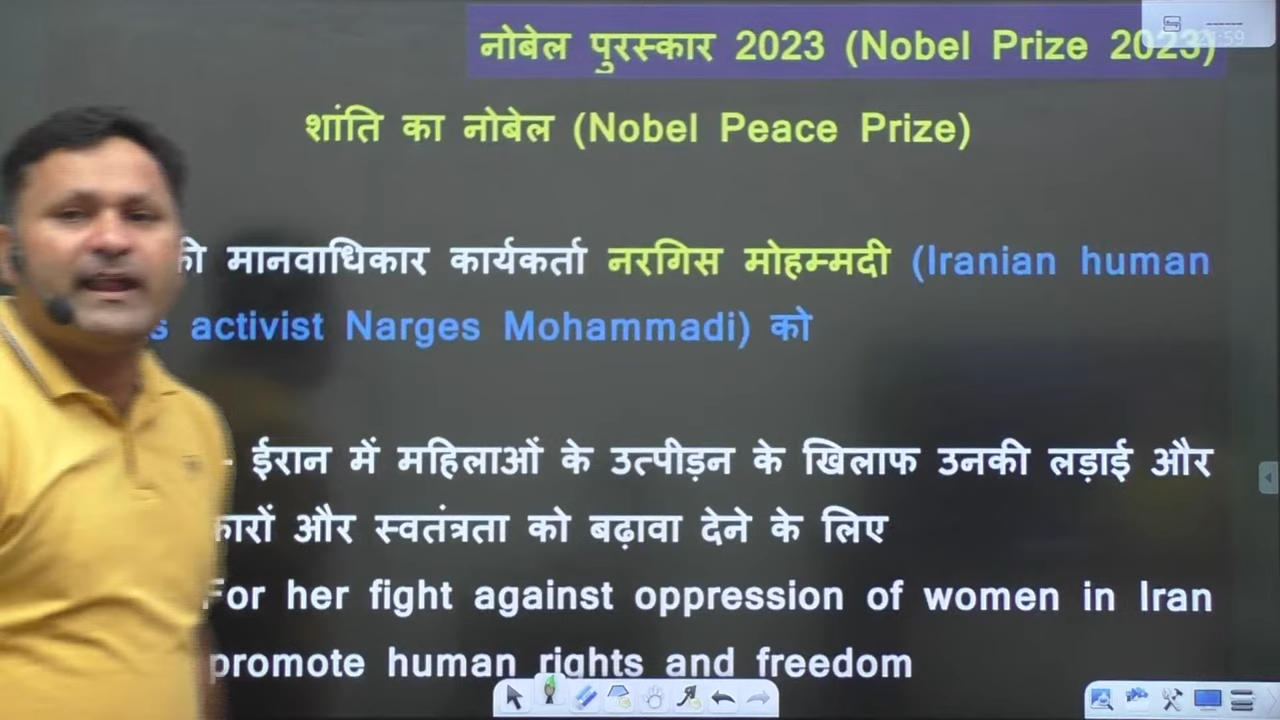 नोबेल पुरस्कार 2023 (Nobel Prize 2023)
शांति का नोबेल (Nobel Peace Prize)
मानवाधिकार कार्यकर्ता नरगिस मोहम्मदी (Iranian human
activist Narges Mohammadi) को
- ईरान में महिलाओं के उत्पीड़न के खिलाफ उनकी लड़ाई और
और स्वतंत्रता को बढ़ावा देने के लिए
For her fight against oppression of women in Iran
promote human rights and freedom